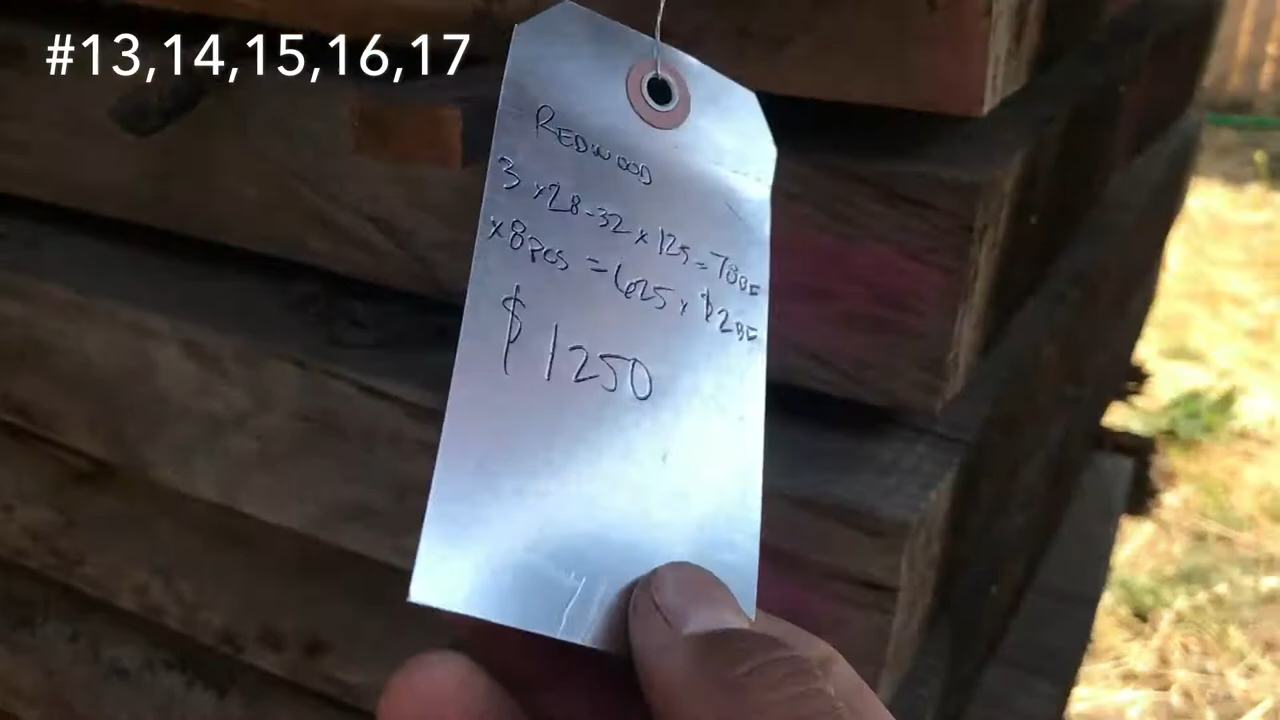 #13,14,15,16,17
REDWOOD
3 x28-32 x 125 = 78BF
x8PCS = 625 x $2BF
$1250